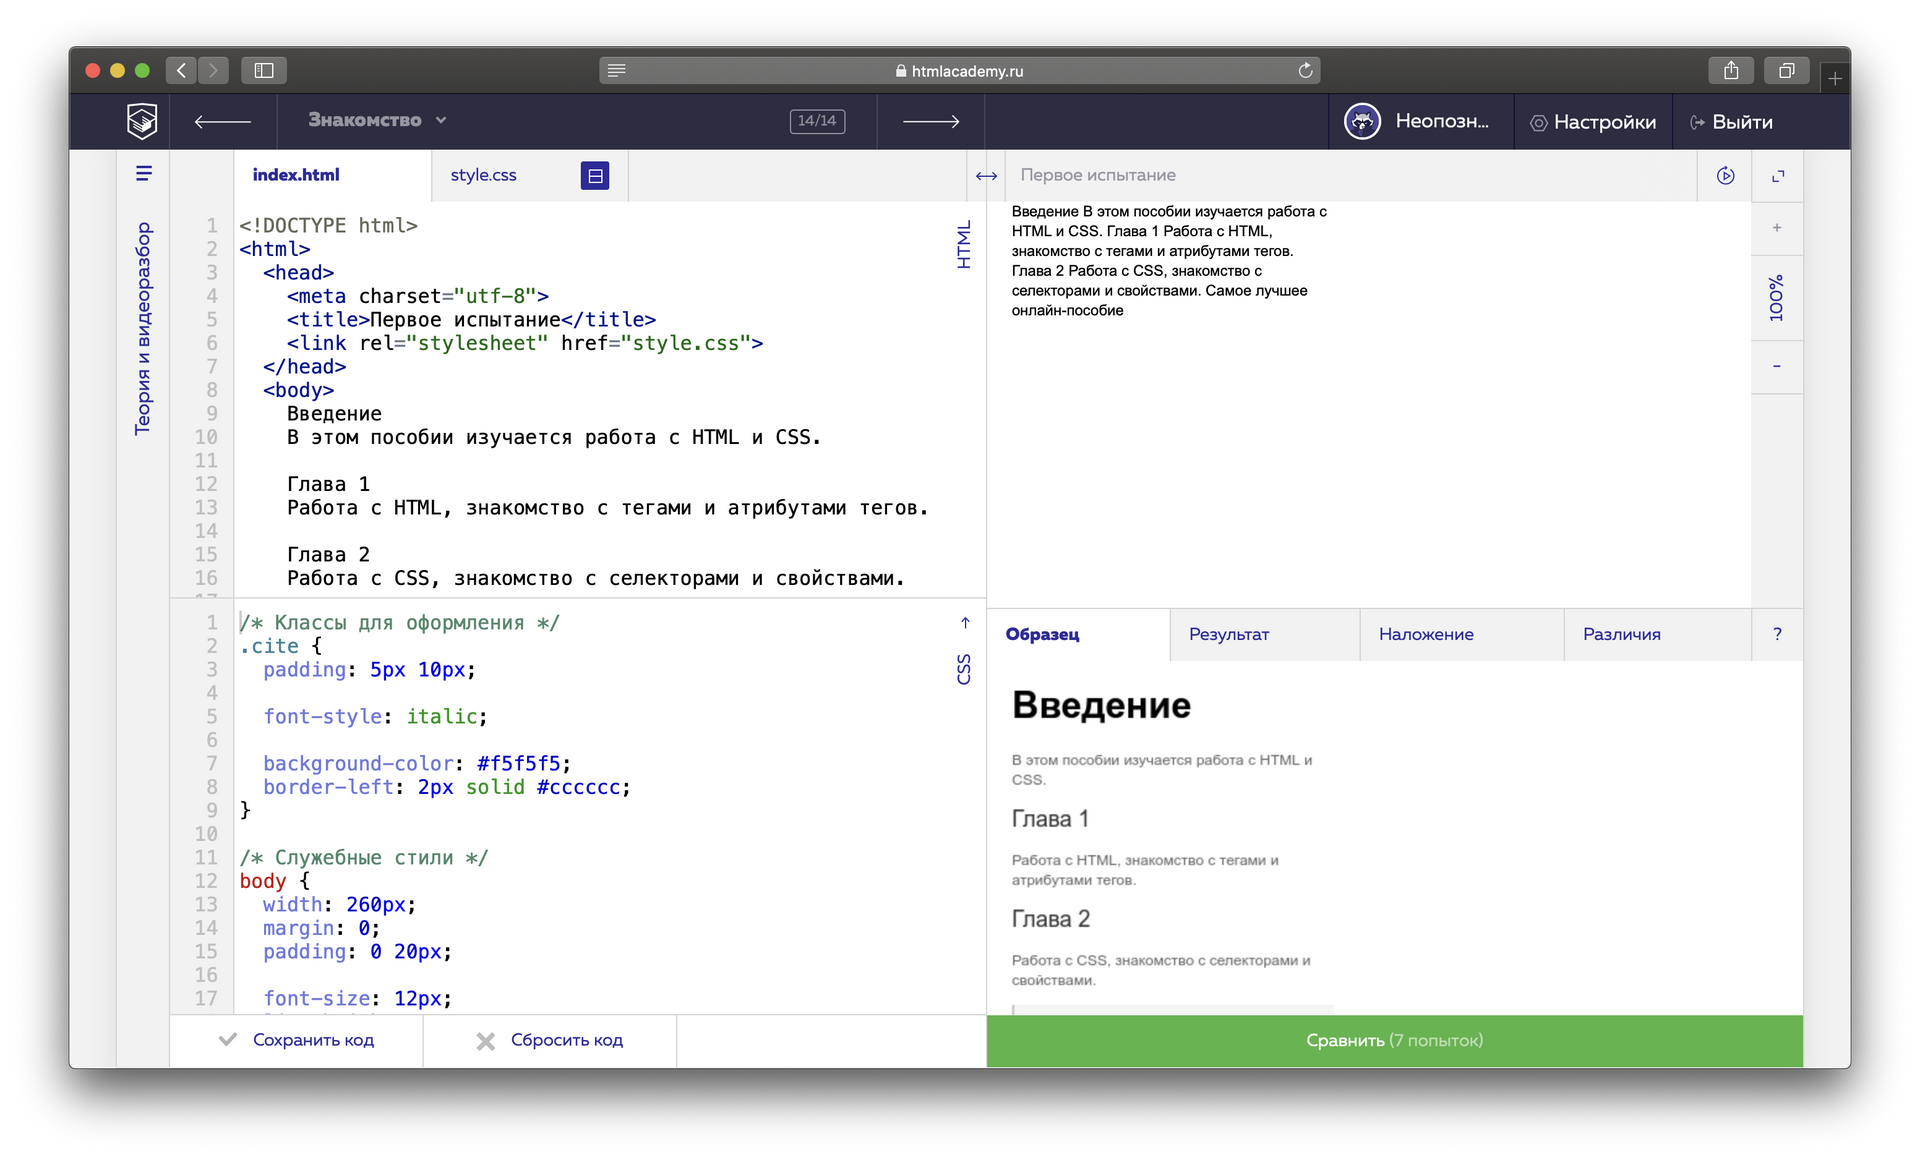 htmlacademy.ru
Знакомство
14/14
Неопозн...
Настройки
Выйти
Теория и видеоразбор
index.html
style.css
HTML
1 <!DOCTYPE html>
2 <html>
3 <head>
4 <meta charset="utf-8">
5 <title>Первое испытание</title>
6 <link rel="stylesheet" href="style.css">
7 </head>
8 <body>
9 Введение
10 В этом пособии изучается работа с HTML и CSS.
11
12 Глава 1
13 Работа с HTML, знакомство с тегами и атрибутами тегов.
14
15 Глава 2
16 Работа с CSS, знакомство с селекторами и свойствами.
CSS
1 /* Классы для оформления */
2 .cite {
3 padding: 5px 10px;
4
5 font-style: italic;
6
7 background-color: #f5f5f5;
8 border-left: 2px solid #cccccc;
9 }
10
11 /* Служебные стили */
12 body {
13 width: 260px;
14 margin: 0;
15 padding: 0 20px;
16
17 font-size: 12px;
Сохранить код
Сбросить код
Первое испытание
Введение В этом пособии изучается работа с
HTML и CSS. Глава 1 Работа с HTML,
знакомство с тегами и атрибутами тегов.
Глава 2 Работа с CSS, знакомство с
селекторами и свойствами. Самое лучшее
онлайн-пособие
+
100%
-
Образец
Результат
Наложение
Различия
?
Введение
В этом пособии изучается работа с HTML и
CSS.
Глава 1
Работа с HTML, знакомство с тегами и
атрибутами тегов.
Глава 2
Работа с CSS, знакомство с селекторами и
свойствами.
Сравнить (7 попыток)